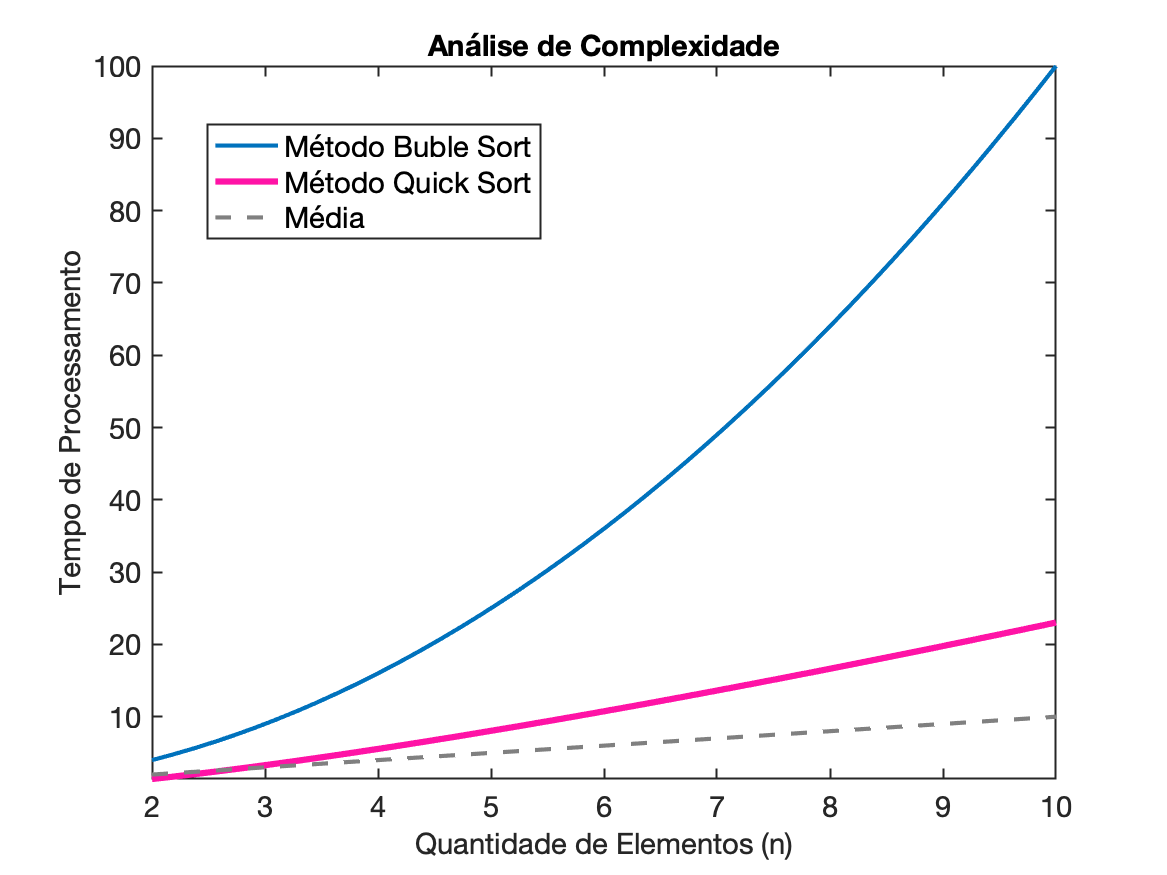 Análise de Complexidade
100
90
80
70
60
50
40
30
20
10
Método Buble Sort
Método Quick Sort
Média
Tempo de Processamento
2 3 4 5 6 7 8 9 10
Quantidade de Elementos (n)